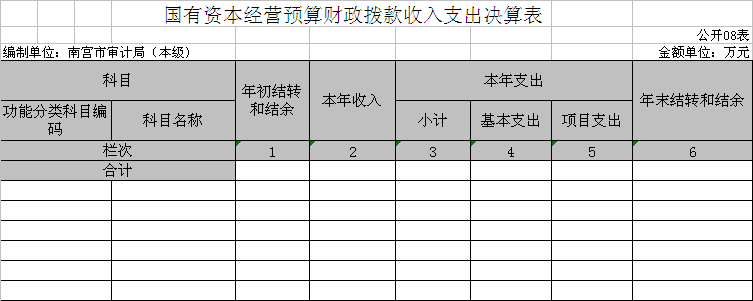 国有资本经营预算财政拨款收入支出决算表
公开08表
编制单位：南宫市审计局（本级） 金额单位：万元
科目 年初结转和结余 本年收入 本年支出 年末结转和结余
功能分类科目编码 科目名称 小计 基本支出 项目支出
栏次 1 2 3 4 5 6
合计